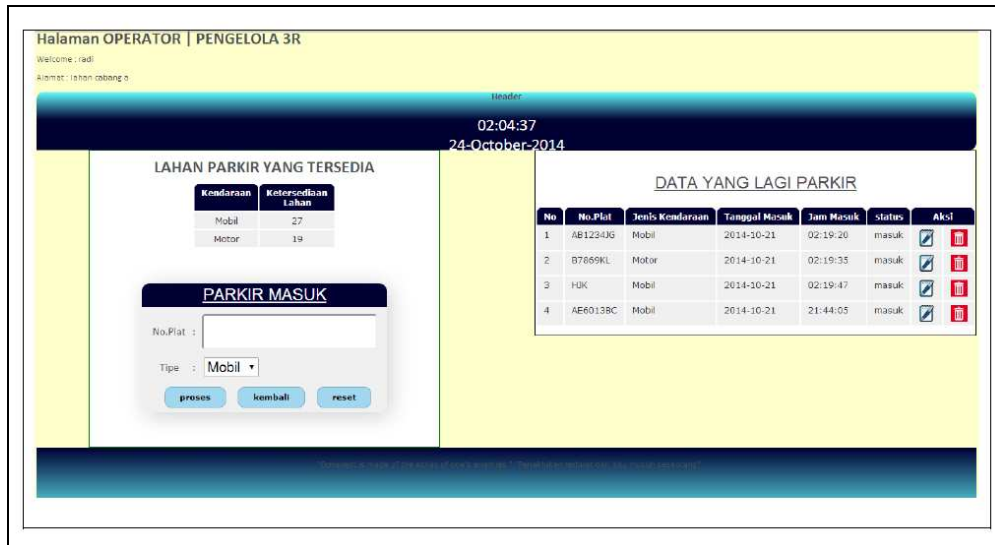 Halaman OPERATOR | PENGELOLA 3R
Welcome : radi
Alamat : lahan cabang a
Header
02:04:37
24-October-2014
LAHAN PARKIR YANG TERSEDIA
Kendaraan Ketersediaan Lahan
Mobil 27
Motor 19
PARKIR MASUK
No.Plat :
Tipe : Mobil
proses kembali reset
DATA YANG LAGI PARKIR
No No.Plat Jenis Kendaraan Tanggal Masuk Jam Masuk status Aksi
1 AB1234JG Mobil 2014-10-21 02:19:20 masuk
2 B7869KL Motor 2014-10-21 02:19:35 masuk
3 HJK Mobil 2014-10-21 02:19:47 masuk
4 AE6013BC Mobil 2014-10-21 21:44:05 masuk